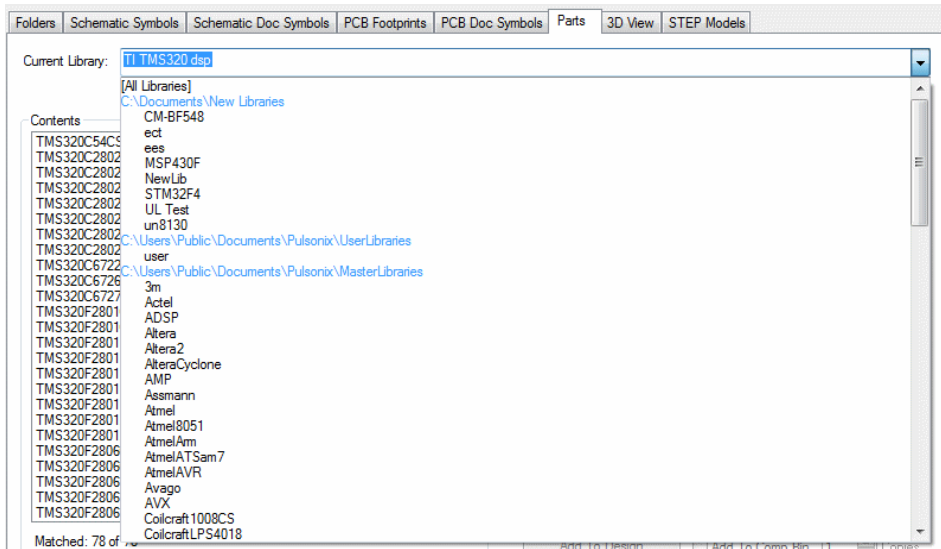 Folders Schematic Symbols Schematic Doc Symbols PCB Footprints PCB Doc Symbols Parts 3D View STEP Models
Current Library: TI TMS320 dsp
[All Libraries]
C:\Documents\New Libraries
CM-BF548
ect
ees
MSP430F
NewLib
STM32F4
UL Test
un8130
C:\Users\Public\Documents\Pulsonix\UserLibraries
user
C:\Users\Public\Documents\Pulsonix\MasterLibraries
3m
Actel
ADSP
Altera
Altera2
AlteraCyclone
AMP
Assmann
Atmel
Atmel8051
AtmelArm
AtmelATSam7
AtmelAVR
Avago
AVX
Coilcraft1008CS
CoilcraftLPS4018
Contents
TMS320C54CS
TMS320C2802
TMS320C2802
TMS320C2802
TMS320C2802
TMS320C2802
TMS320C2802
TMS320C2802
TMS320C6722
TMS320C6726
TMS320C6727
TMS320F2801
TMS320F2801
TMS320F2801
TMS320F2801
TMS320F2801
TMS320F2801
TMS320F2801
TMS320F2801
TMS320F2801
TMS320F2806
TMS320F2806
TMS320F2806
TMS320F2806
TMS320F2806
Matched: 78 of